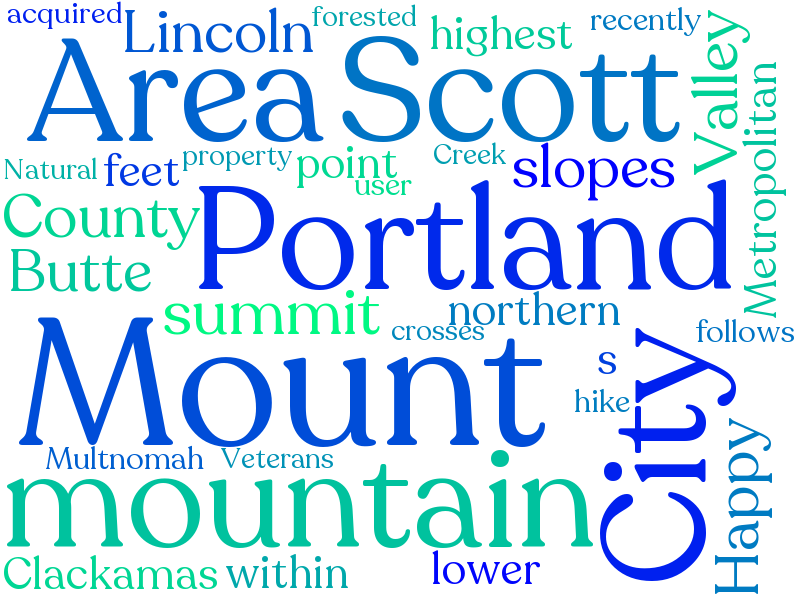 acquired
Lincoln
forested
highest
recently
Valley
Area
Scott
Metropolitan
Natural
feet
property
point
user
Creek
slopes
County
Portland
Butte
summit
northern
crosses
follows
Mount
s
hike
City
Multnomah
Veterans
Happy
mountain
Clackamas
within
lower